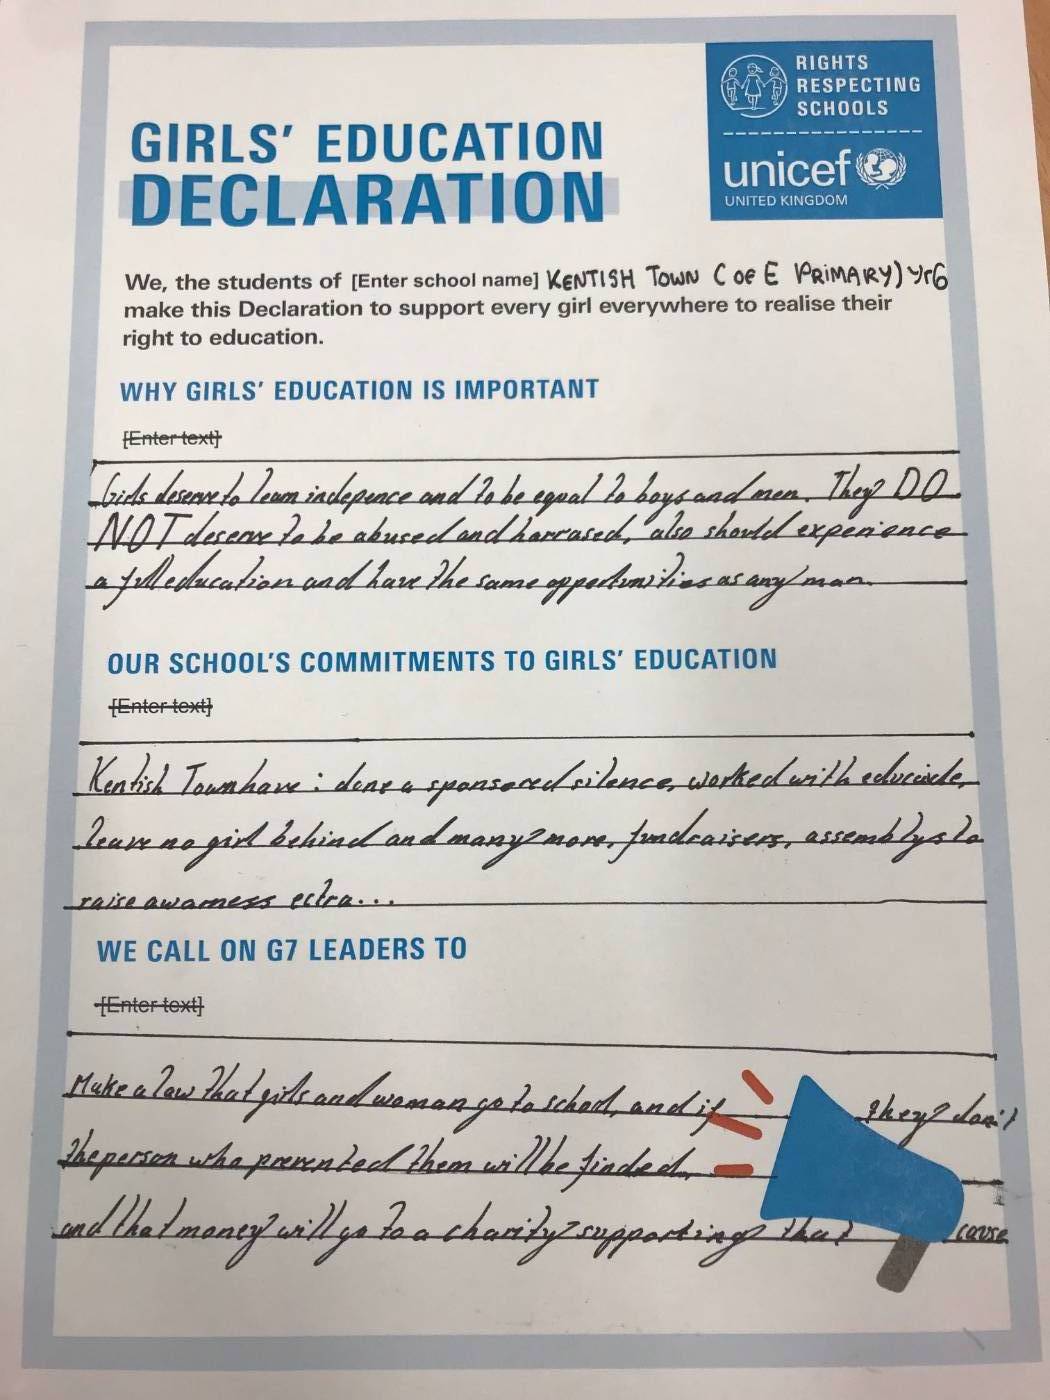 RIGHTS
RESPECTING
SCHOOLS
unicef
UNITED KINGDOM
GIRLS' EDUCATION
DECLARATION
We, the students of [Enter school name] KENTISH TOWN C of E PRIMARY) yr6
make this Declaration to support every girl everywhere to realise their
right to education.
WHY GIRLS' EDUCATION IS IMPORTANT
[Enter text]
Girls deserve to learn indepence and to be equal to boys and men. They DO
NOT deserve to be abused and harrased, also should experience
a full education and have the same opportunities as any man.
OUR SCHOOL'S COMMITMENTS TO GIRLS' EDUCATION
[Enter text]
Kentish Town have : done a sponsored silence, worked with educaide,
leave no girl behind and many more, fundraisers, assemblys to
raise awarness ectra...
WE CALL ON G7 LEADERS TO
[Enter text]
Make a law that girls and woman go to school, and if they don't
the person who prevented them will be finded,
and that money will go to a charity supporting that cause